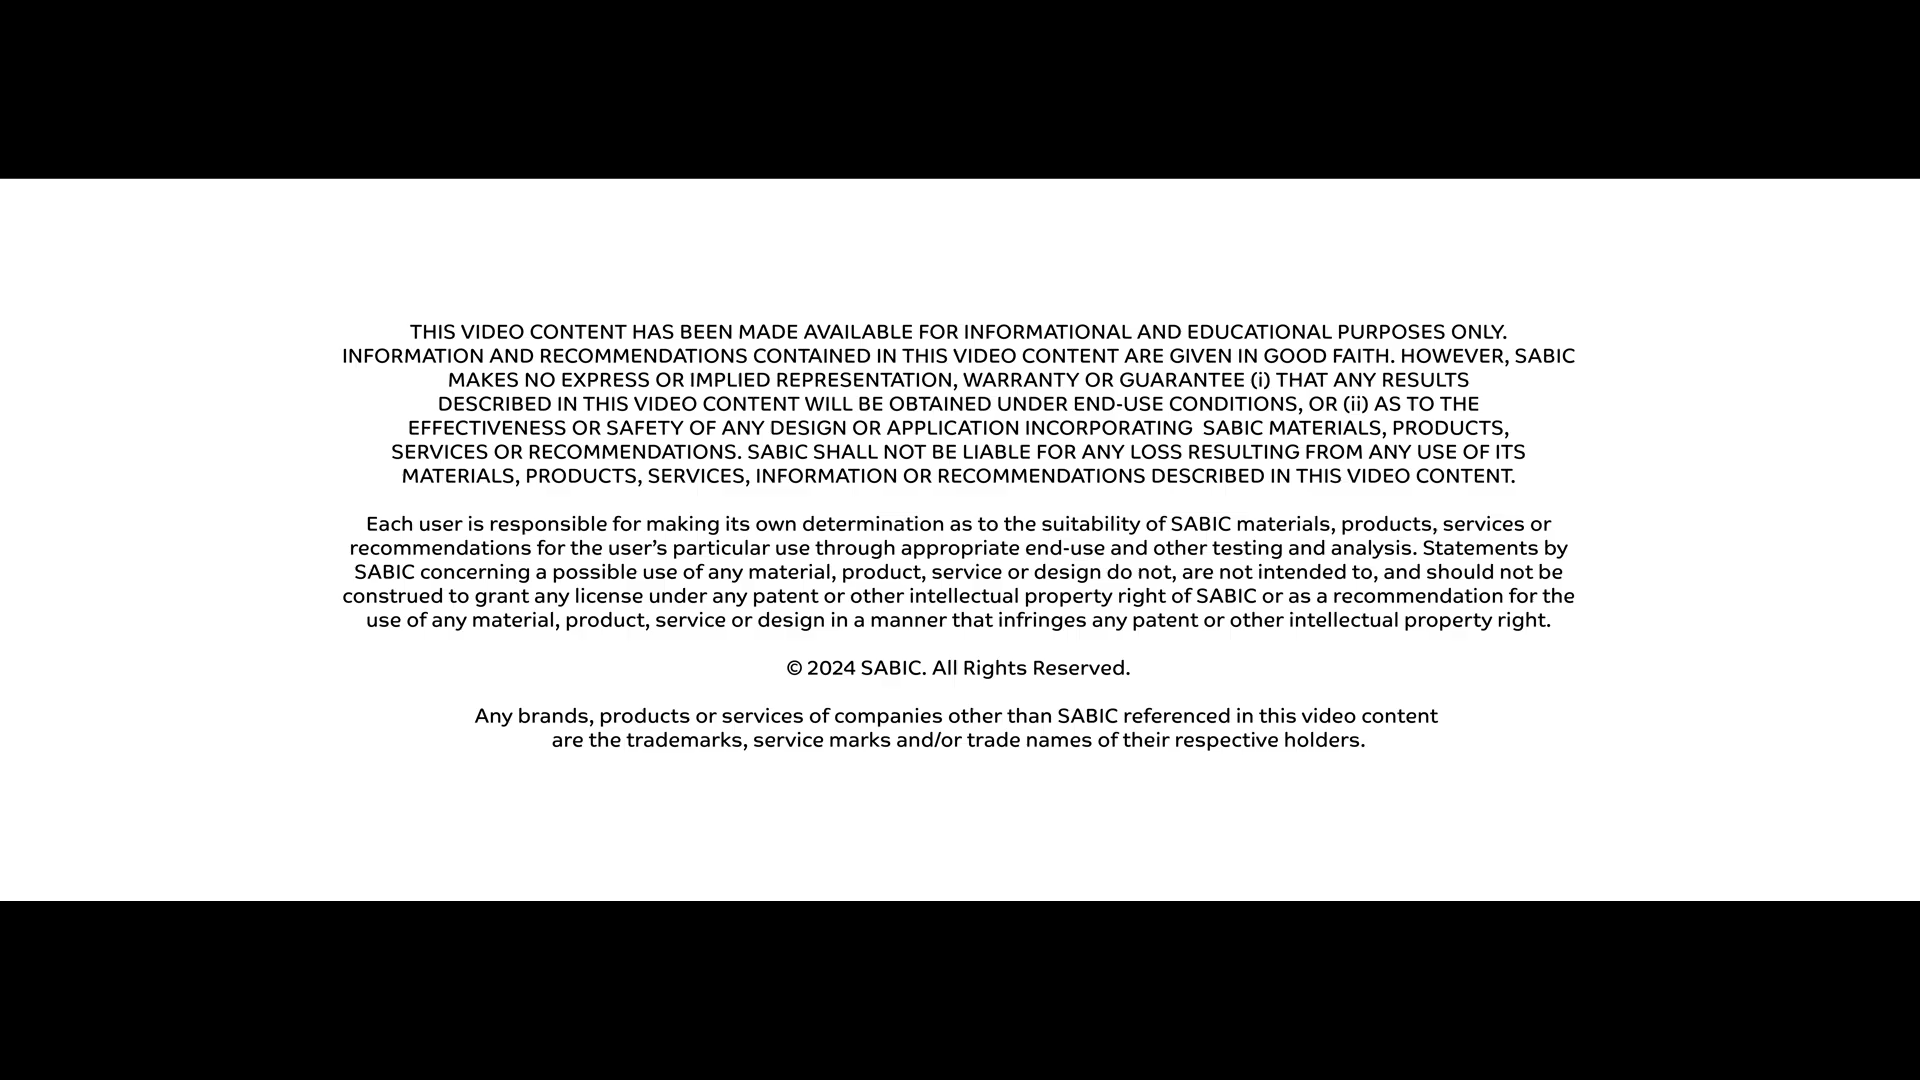 THIS VIDEO CONTENT HAS BEEN MADE AVAILABLE FOR INFORMATIONAL AND EDUCATIONAL PURPOSES ONLY.
INFORMATION AND RECOMMENDATIONS CONTAINED IN THIS VIDEO CONTENT ARE GIVEN IN GOOD FAITH. HOWEVER, SABIC
MAKES NO EXPRESS OR IMPLIED REPRESENTATION, WARRANTY OR GUARANTEE (i) THAT ANY RESULTS
DESCRIBED IN THIS VIDEO CONTENT WILL BE OBTAINED UNDER END-USE CONDITIONS, OR (ii) AS TO THE
EFFECTIVENESS OR SAFETY OF ANY DESIGN OR APPLICATION INCORPORATING  SABIC MATERIALS, PRODUCTS,
SERVICES OR RECOMMENDATIONS. SABIC SHALL NOT BE LIABLE FOR ANY LOSS RESULTING FROM ANY USE OF ITS
MATERIALS, PRODUCTS, SERVICES, INFORMATION OR RECOMMENDATIONS DESCRIBED IN THIS VIDEO CONTENT.
Each user is responsible for making its own determination as to the suitability of SABIC materials, products, services or
recommendations for the user’s particular use through appropriate end-use and other testing and analysis. Statements by
SABIC concerning a possible use of any material, product, service or design do not, are not intended to, and should not be
construed to grant any license under any patent or other intellectual property right of SABIC or as a recommendation for the
use of any material, product, service or design in a manner that infringes any patent or other intellectual property right.
© 2024 SABIC. All Rights Reserved.
Any brands, products or services of companies other than SABIC referenced in this video content
are the trademarks, service marks and/or trade names of their respective holders.